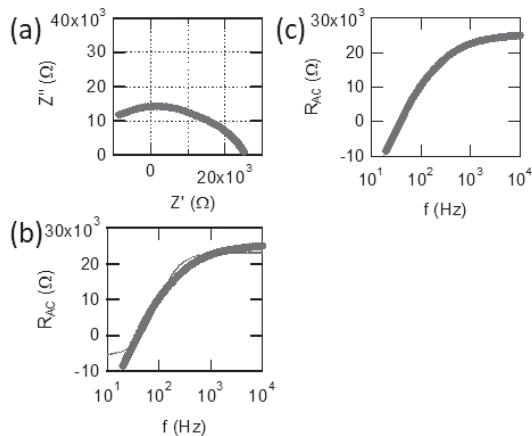 (a)
40x10³
30
20
10
0
Z'' (Ω)
0
20x10³
Z' (Ω)
(c)
30x10³
20
10
0
-10
R_AC (Ω)
10¹ 10² 10³ 10⁴
f (Hz)
(b)
30x10³
20
10
0
-10
R_AC (Ω)
10¹ 10² 10³ 10⁴
f (Hz)